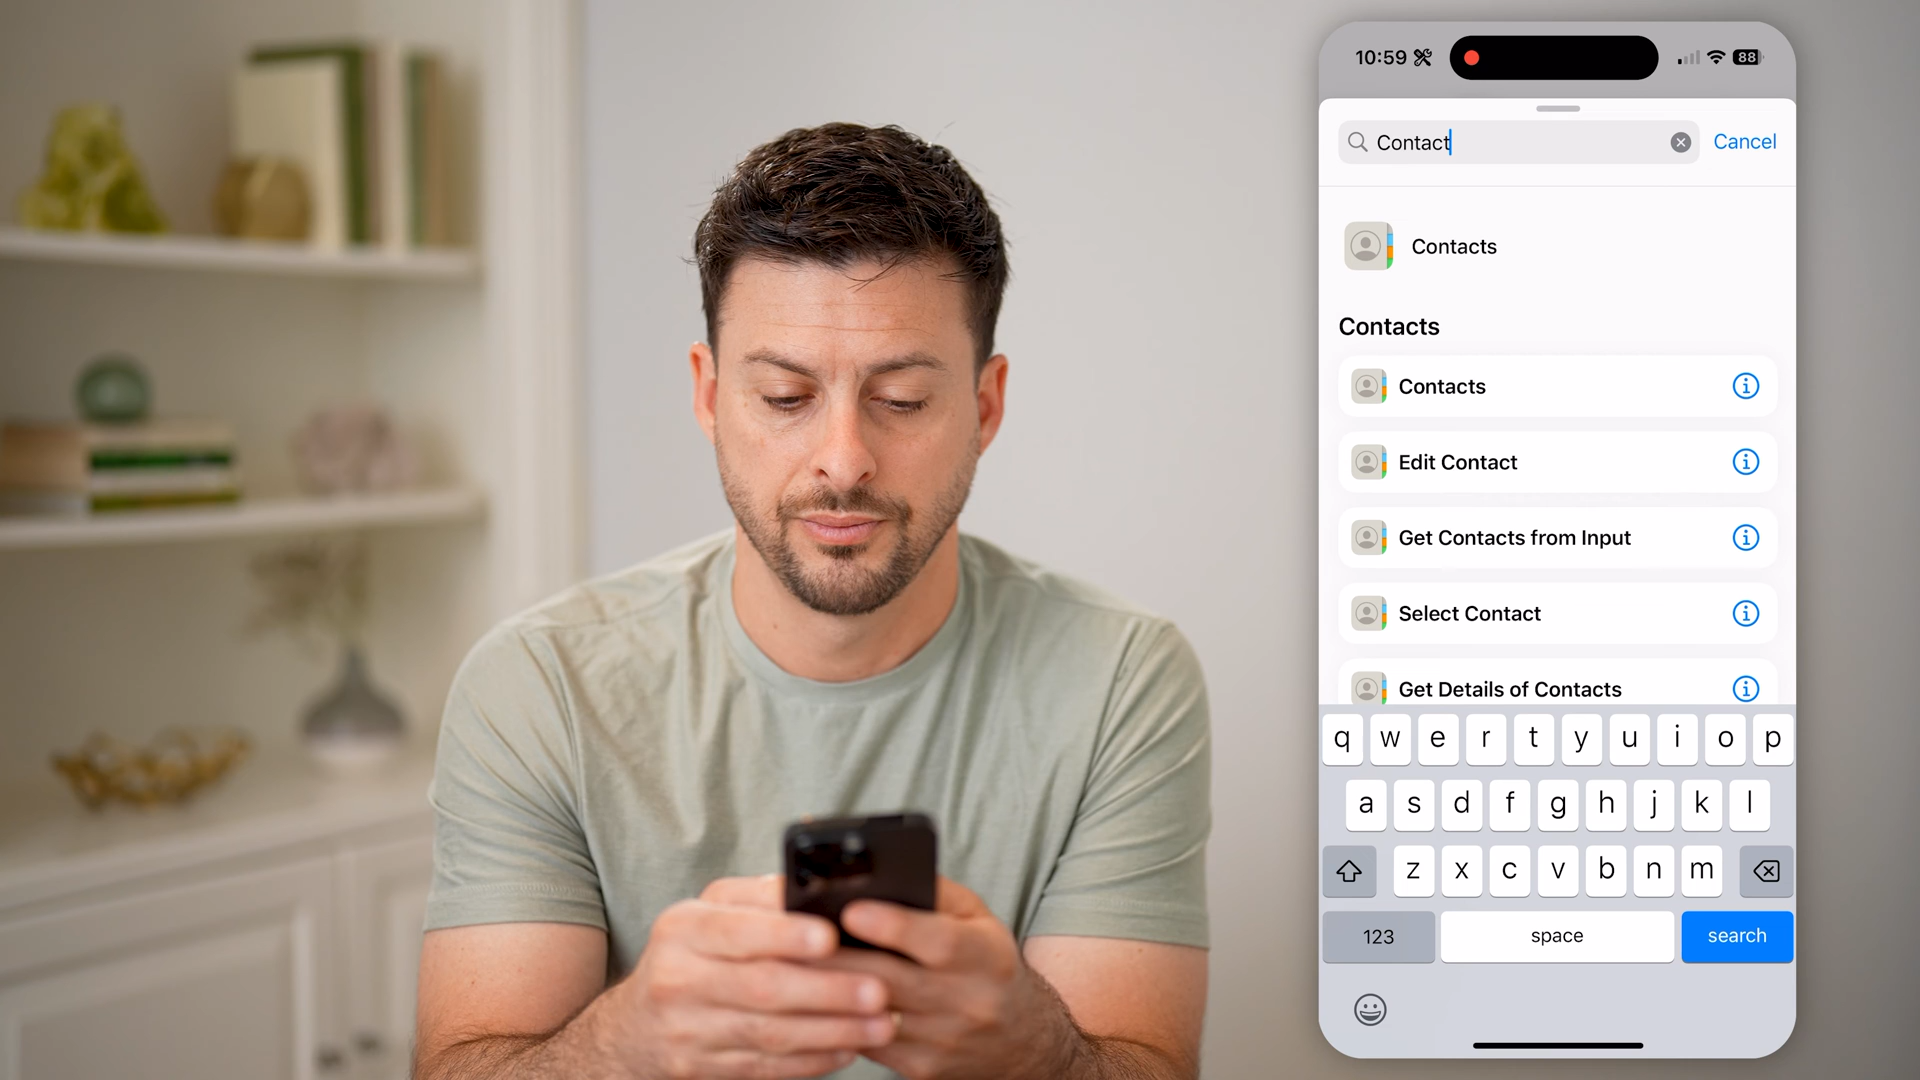 10:59
88
Contact
Cancel
Contacts
Contacts
Contacts
Edit Contact
Get Contacts from Input
Select Contact
Get Details of Contacts
q w e r t y u i o p
a s d f g h j k l
z x c v b n m
123 space search